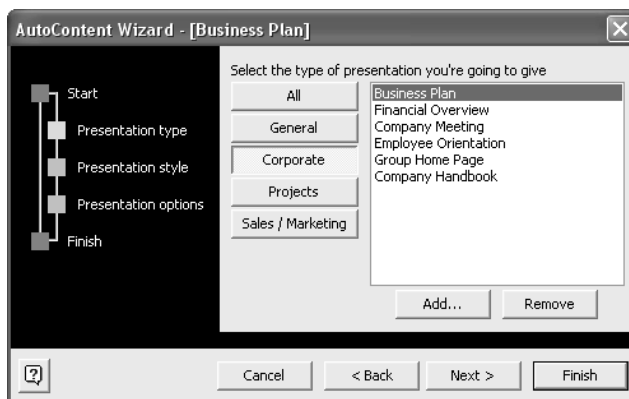 AutoContent Wizard - [Business Plan]
Start
Presentation type
Presentation style
Presentation options
Finish
Select the type of presentation you're going to give
All
General
Corporate
Projects
Sales / Marketing
Business Plan
Financial Overview
Company Meeting
Employee Orientation
Group Home Page
Company Handbook
Add...
Remove
?
Cancel
< Back
Next >
Finish